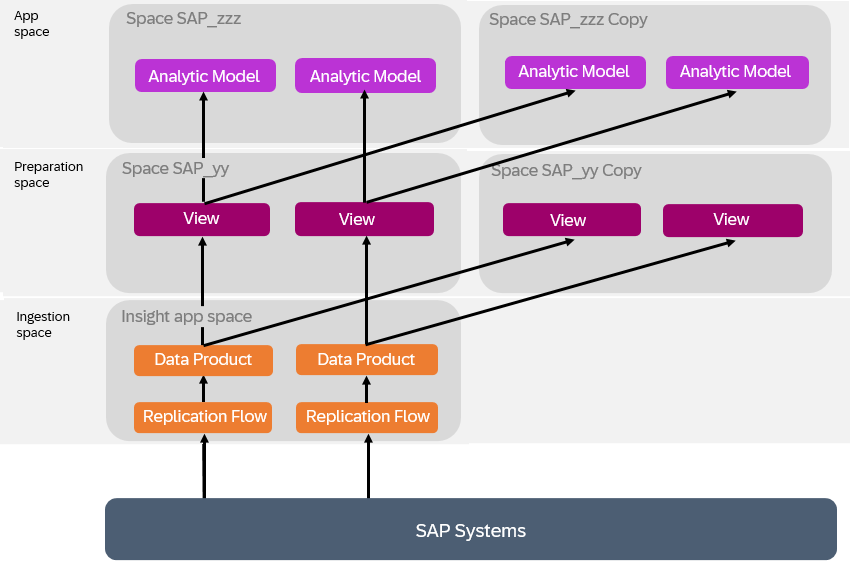 App
space
Space SAP_zzz
Space SAP_zzz Copy
Analytic Model
Analytic Model
Analytic Model
Analytic Model
Preparation
space
Space SAP_yy
Space SAP_yy Copy
View
View
View
View
Ingestion
space
Insight app space
Data Product
Data Product
Replication Flow
Replication Flow
SAP Systems